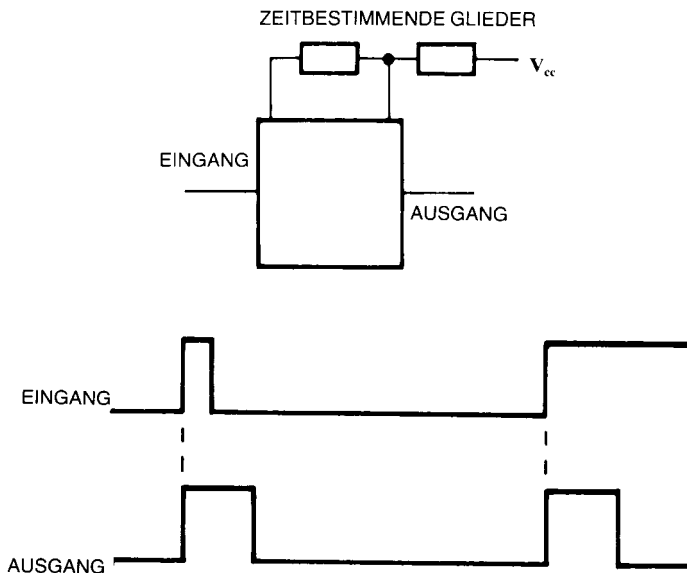 ZEITBESTIMMENDE GLIEDER
Vcc
EINGANG
AUSGANG
EINGANG
AUSGANG